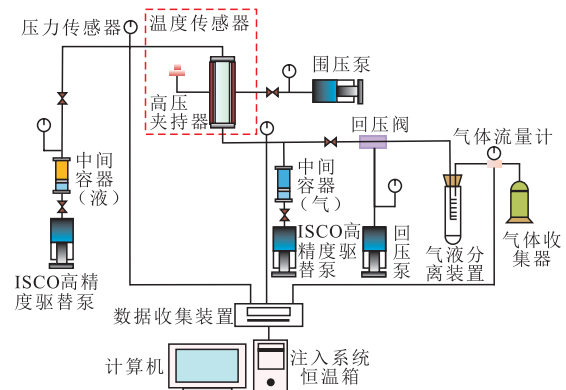 压力传感器
温度传感器
围压泵
高压
夹持器
回压阀
气体流量计
中间
容器
（液）
中间
容器
（气）
ISCO高精
度驱替泵
ISCO高
精度驱
替泵
回
压
泵
气液分
离装置
气体收
集器
数据收集装置
计算机
注入系统
恒温箱